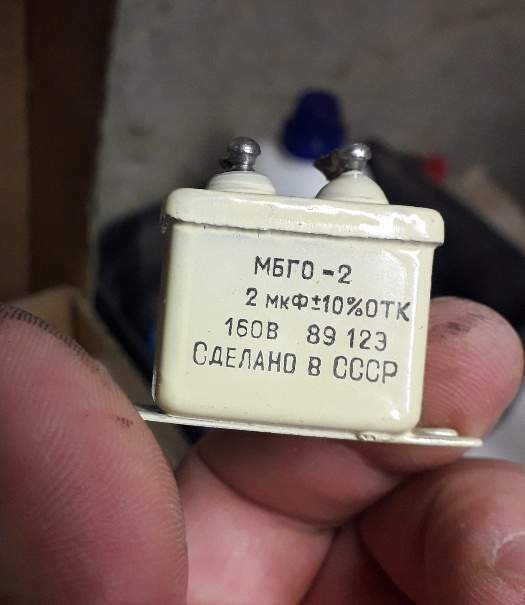 МБГО-2
2 мкФ±10%ОТК
160В 89 12Э
СДЕЛАНО В СССР